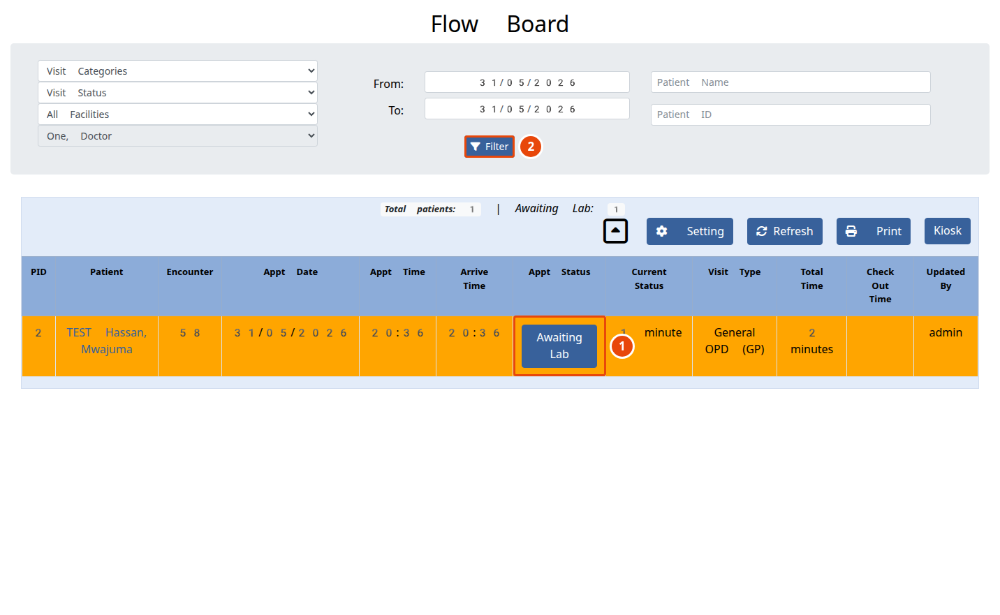 Flow Board
Visit Categories
Visit Status
All Facilities
One, Doctor
From: 31/05/2026
To: 31/05/2026
Patient Name
Patient ID
Filter 2
Total patients: 1 | Awaiting Lab: 1
Setting Refresh Print Kiosk
PID Patient Encounter Appt Date Appt Time Arrive Time Appt Status Current Status Visit Type Total Time Check Out Time Updated By
2 TEST Hassan, Mwajuma 58 31/05/2026 20:36 20:36 Awaiting Lab 1 1 minute General OPD (GP) 2 minutes admin